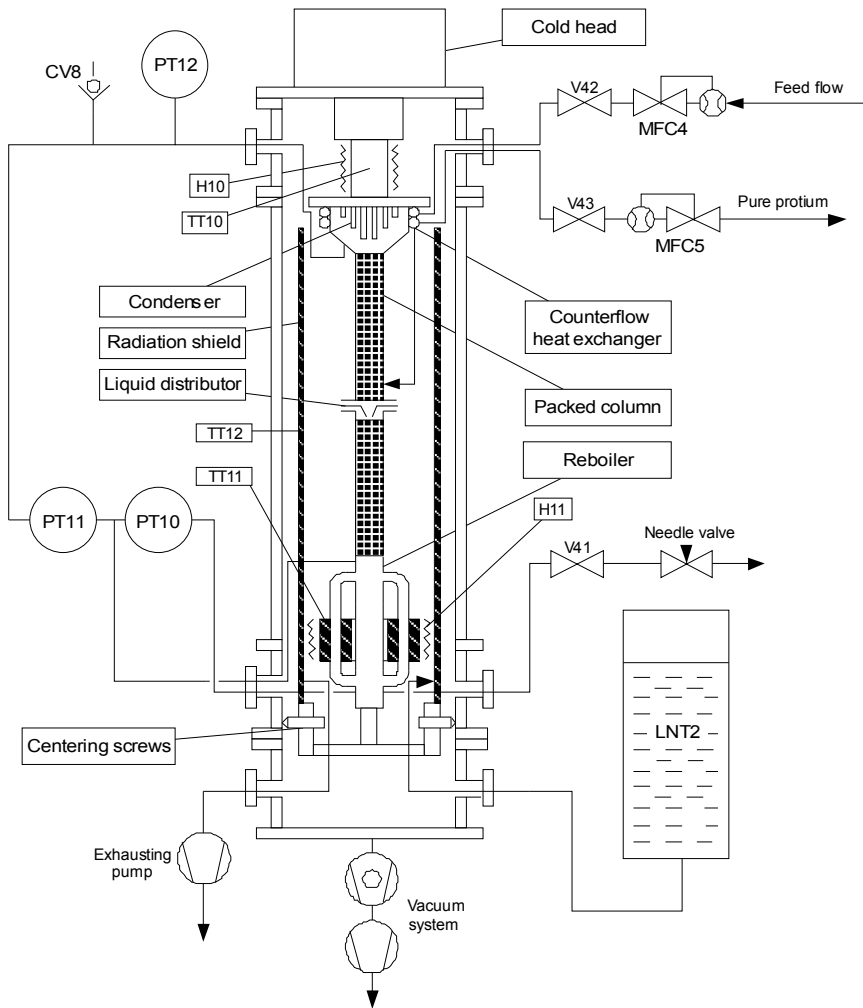 Cold head
CV8
PT12
V42
Feed flow
MFC4
H10
TT10
V43
Pure protium
MFC5
Condenser
Counterflow
heat exchanger
Radiation shield
Liquid distributor
Packed column
TT12
Reboiler
TT11
H11
PT11
PT10
V41
Needle valve
LNT2
Centering screws
Exhausting
pump
Vacuum
system